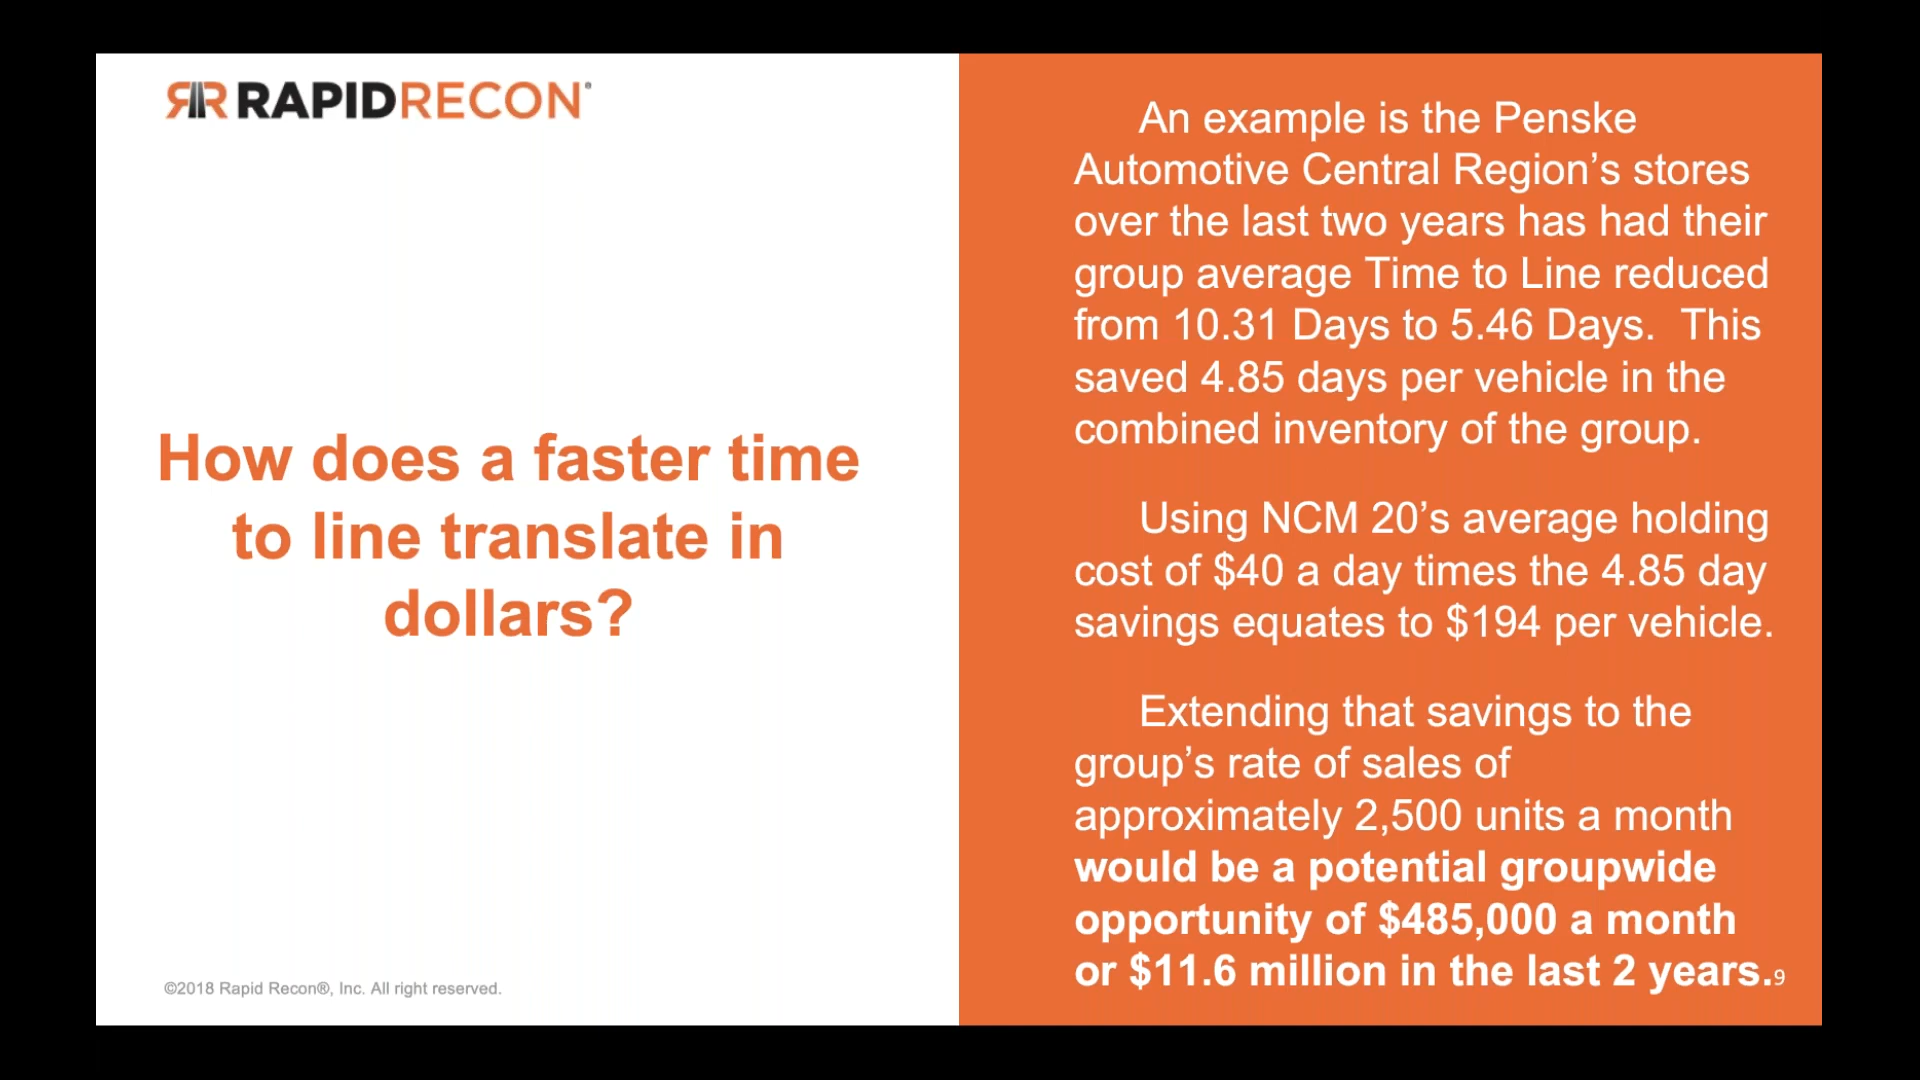 RAPIDRECON®
How does a faster time
to line translate in
dollars?
©2018 Rapid Recon®, Inc. All right reserved.
An example is the Penske
Automotive Central Region’s stores
over the last two years has had their
group average Time to Line reduced
from 10.31 Days to 5.46 Days.  This
saved 4.85 days per vehicle in the
combined inventory of the group.
Using NCM 20’s average holding
cost of $40 a day times the 4.85 day
savings equates to $194 per vehicle.
Extending that savings to the
group’s rate of sales of
approximately 2,500 units a month
would be a potential groupwide
opportunity of $485,000 a month
or $11.6 million in the last 2 years.
9